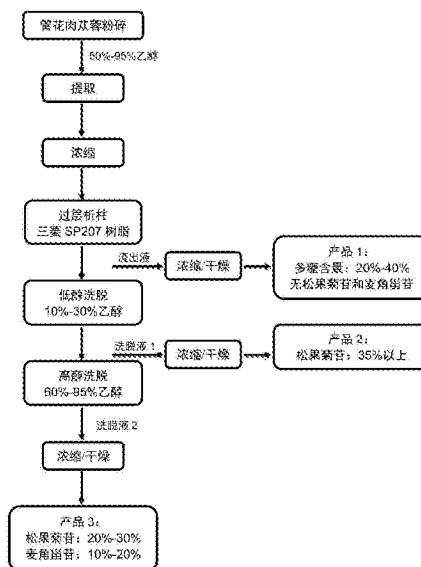 管花肉苁蓉粉碎
50%-95%乙醇
提取
浓缩
过层析柱
三菱 SP207 树脂
流出液
浓缩/干燥
产品 1：
多糖含量：20%-40%
无松果菊苷和麦角甾苷
低醇洗脱
10%-30%乙醇
洗脱液 1
浓缩/干燥
产品 2：
松果菊苷：35%以上
高醇洗脱
60%-95%乙醇
洗脱液 2
浓缩/干燥
产品 3：
松果菊苷：20%-30%
麦角甾苷：10%-20%